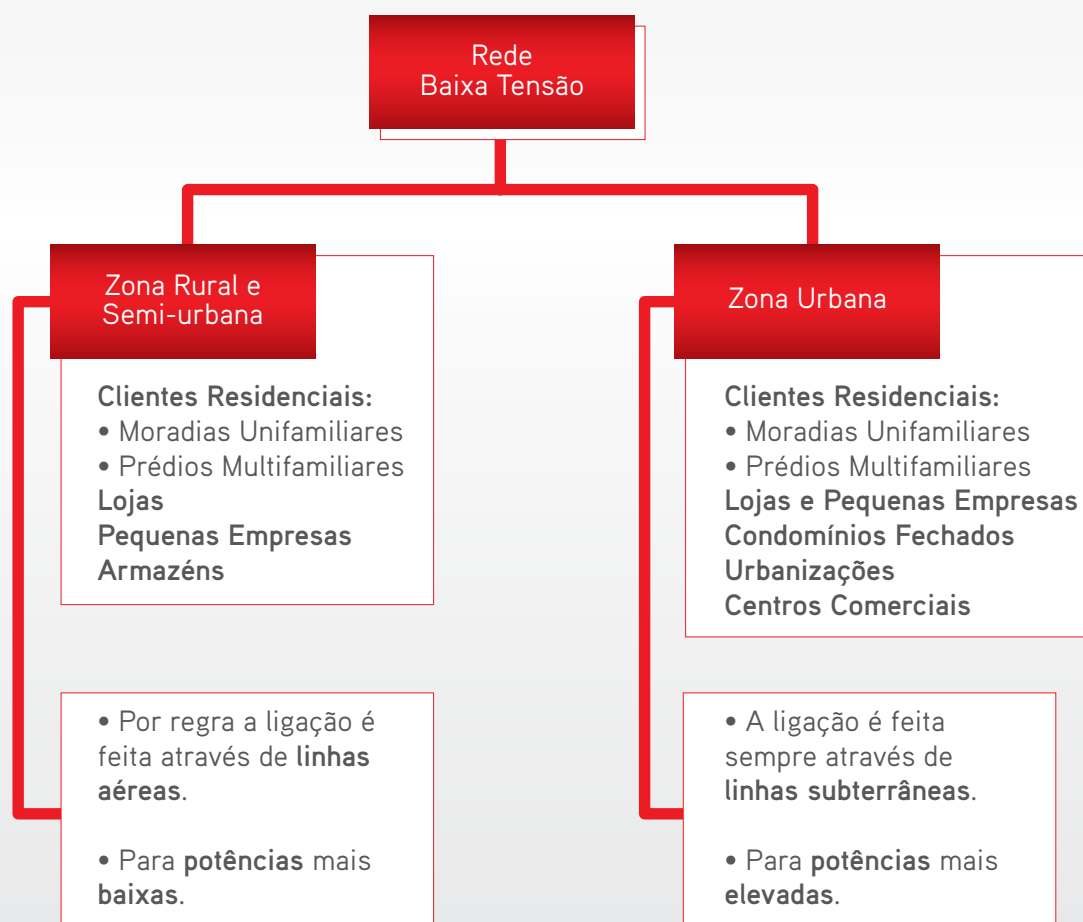 Rede
Baixa Tensão
Zona Rural e
Semi-urbana
Clientes Residenciais:
• Moradias Unifamiliares
• Prédios Multifamiliares
Lojas
Pequenas Empresas
Armazéns
• Por regra a ligação é
feita através de linhas
aéreas.
• Para potências mais
baixas.
Zona Urbana
Clientes Residenciais:
• Moradias Unifamiliares
• Prédios Multifamiliares
Lojas e Pequenas Empresas
Condomínios Fechados
Urbanizações
Centros Comerciais
• A ligação é feita
sempre através de
linhas subterrâneas.
• Para potências mais
elevadas.